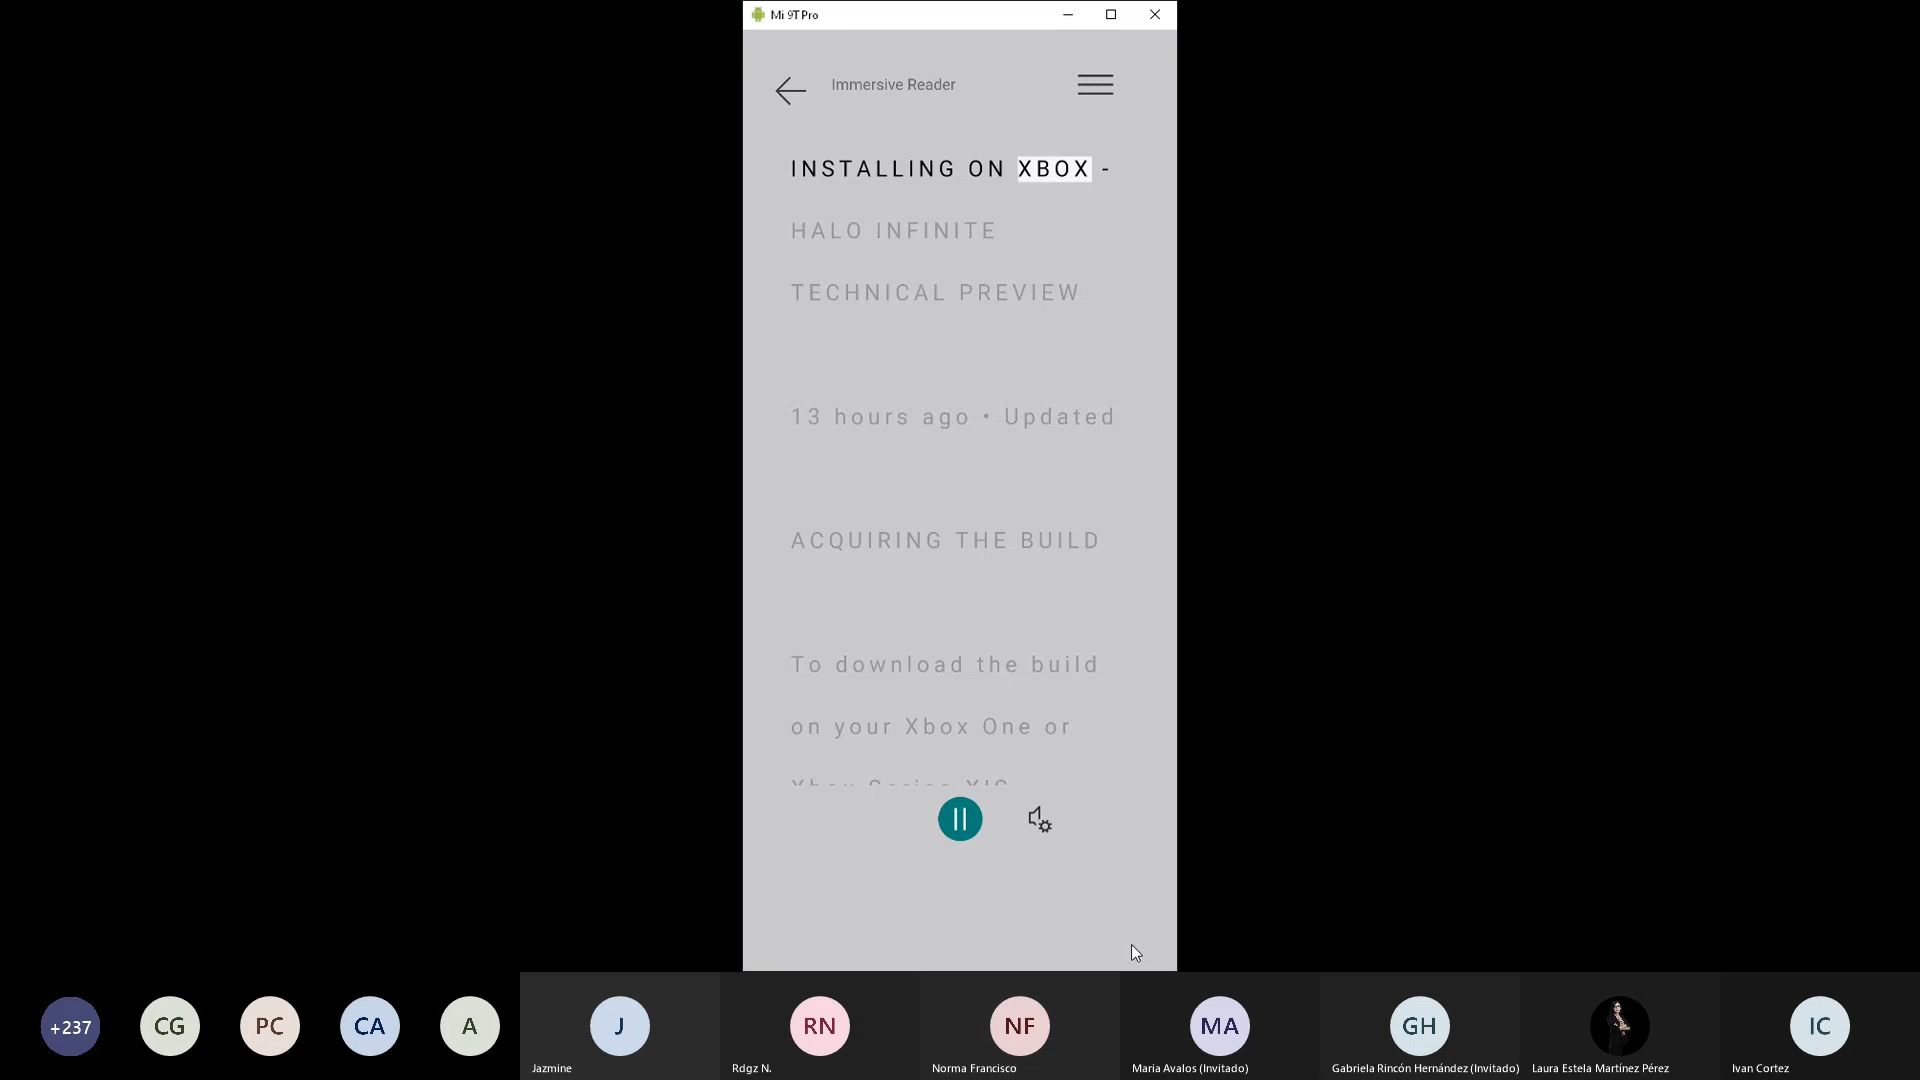 Mi 9T Pro
Immersive Reader
INSTALLING ON XBOX -
HALO INFINITE
TECHNICAL PREVIEW
13 hours ago • Updated
ACQUIRING THE BUILD
To download the build
on your Xbox One or
Xbox Series X|S
+237
CG
PC
CA
A
J
RN
NF
MA
GH
IC
Jazmine
Rdgz N.
Norma Francisco
Maria Avalos (Invitado)
Gabriela Rincón Hernández (Invitado)
Laura Estela Martínez Pérez
Ivan Cortez